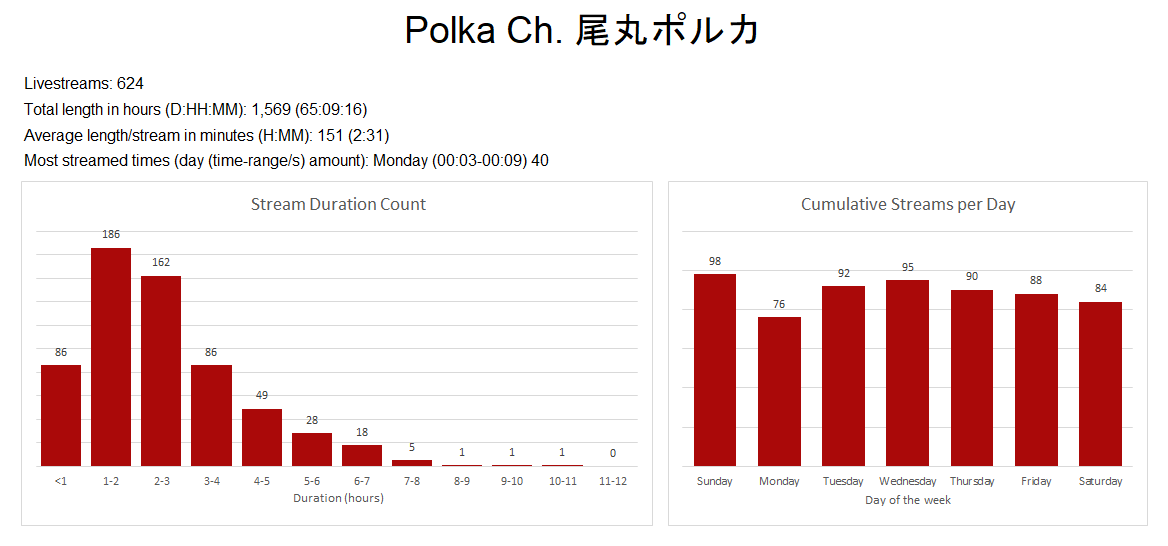 Polka Ch. 尾丸ポルカ
Livestreams: 624
Total length in hours (D:HH:MM): 1,569 (65:09:16)
Average length/stream in minutes (H:MM): 151 (2:31)
Most streamed times (day (time-range/s) amount): Monday (00:03-00:09) 40
Stream Duration Count
186
162
86
86
49
28
18
5
1
1
1
0
<1 1-2 2-3 3-4 4-5 5-6 6-7 7-8 8-9 9-10 10-11 11-12
Duration (hours)
Cumulative Streams per Day
98
76
92
95
90
88
84
Sunday Monday Tuesday Wednesday Thursday Friday Saturday
Day of the week